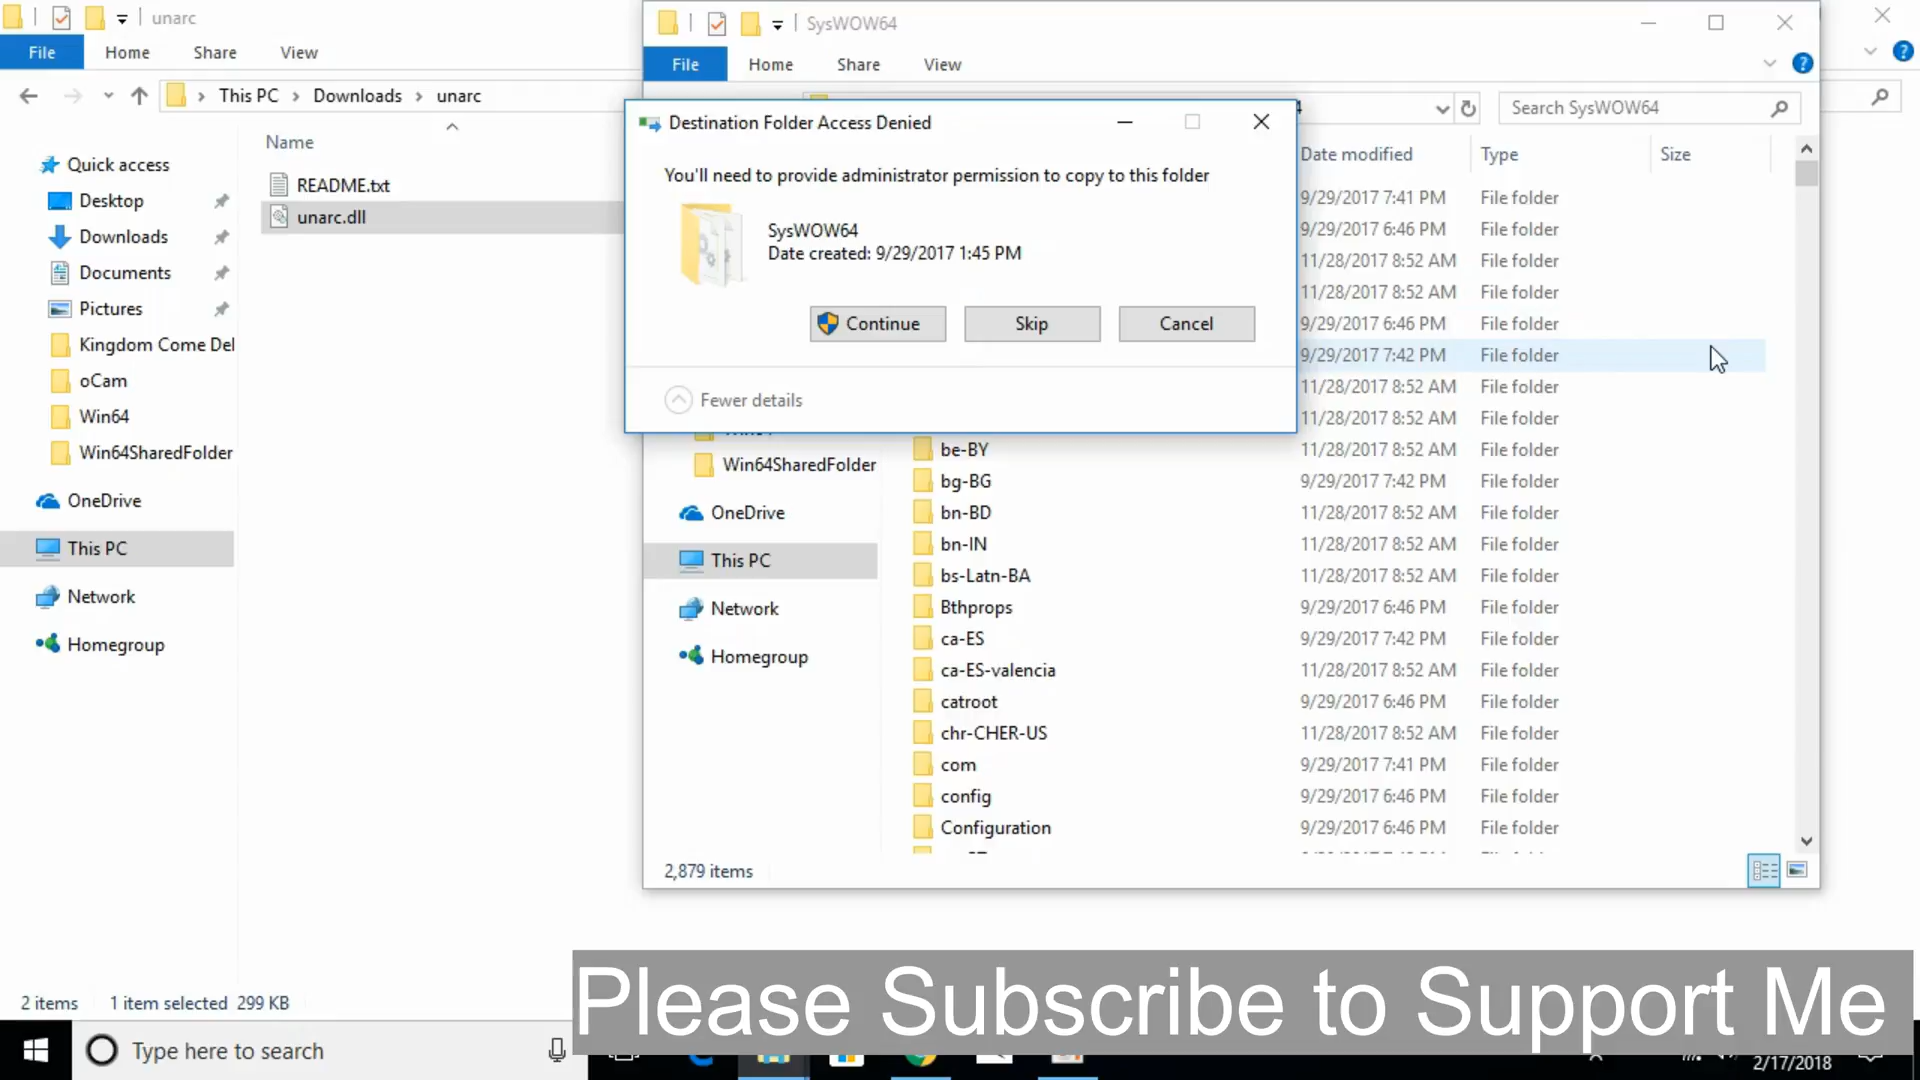 unarc
File
Home
Share
View
This PC
Downloads
unarc
Name
README.txt
unarc.dll
Quick access
Desktop
Downloads
Documents
Pictures
Kingdom Come Del
oCam
Win64
Win64SharedFolder
OneDrive
This PC
Network
Homegroup
2 items
1 item selected 299 KB
SysWOW64
File
Home
Share
View
Search SysWOW64
Date modified
Type
Size
9/29/2017 7:41 PM File folder
9/29/2017 6:46 PM File folder
11/28/2017 8:52 AM File folder
11/28/2017 8:52 AM File folder
9/29/2017 6:46 PM File folder
9/29/2017 7:42 PM File folder
11/28/2017 8:52 AM File folder
11/28/2017 8:52 AM File folder
be-BY 11/28/2017 8:52 AM File folder
bg-BG 9/29/2017 7:42 PM File folder
bn-BD 11/28/2017 8:52 AM File folder
bn-IN 11/28/2017 8:52 AM File folder
bs-Latn-BA 11/28/2017 8:52 AM File folder
Bthprops 9/29/2017 6:46 PM File folder
ca-ES 9/29/2017 7:42 PM File folder
ca-ES-valencia 11/28/2017 8:52 AM File folder
catroot 9/29/2017 6:46 PM File folder
chr-CHER-US 11/28/2017 8:52 AM File folder
com 9/29/2017 7:41 PM File folder
config 9/29/2017 6:46 PM File folder
Configuration 9/29/2017 6:46 PM File folder
Win64SharedFolder
OneDrive
This PC
Network
Homegroup
2,879 items
Destination Folder Access Denied
You'll need to provide administrator permission to copy to this folder
SysWOW64
Date created: 9/29/2017 1:45 PM
Continue
Skip
Cancel
Fewer details
Please Subscribe to Support Me
Type here to search
2/17/2018